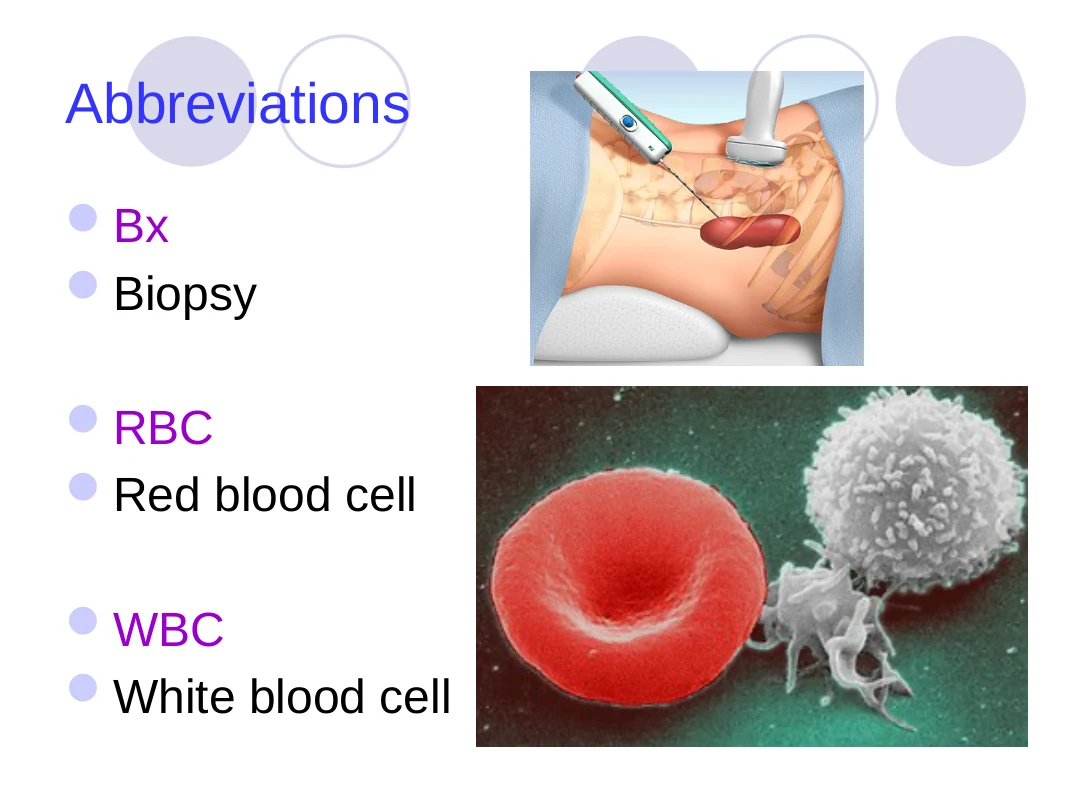 Abbreviations
Bx
Biopsy
RBC
Red blood cell
WBC
White blood cell